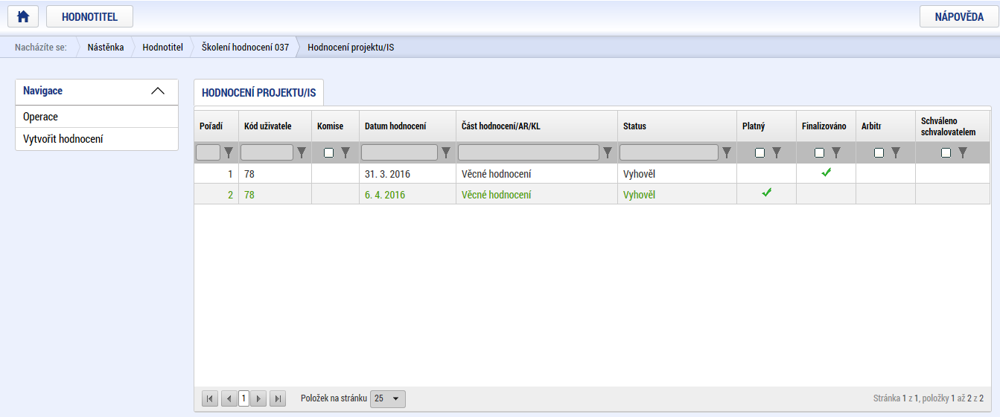 HODNOTITEL
NÁPOVĚDA
Nacházíte se: Nástěnka Hodnotitel Školení hodnocení 037 Hodnocení projektu/IS
Navigace
Operace
Vytvořit hodnocení
HODNOCENÍ PROJEKTU/IS
Pořadí Kód uživatele Komise Datum hodnocení Část hodnocení/AR/KL Status Platný Finalizováno Arbitr Schváleno schvalovatelem
1 78 31. 3. 2016 Věcné hodnocení Vyhověl
2 78 6. 4. 2016 Věcné hodnocení Vyhověl
1 Položek na stránku 25 Stránka 1 z 1, položky 1 až 2 z 2